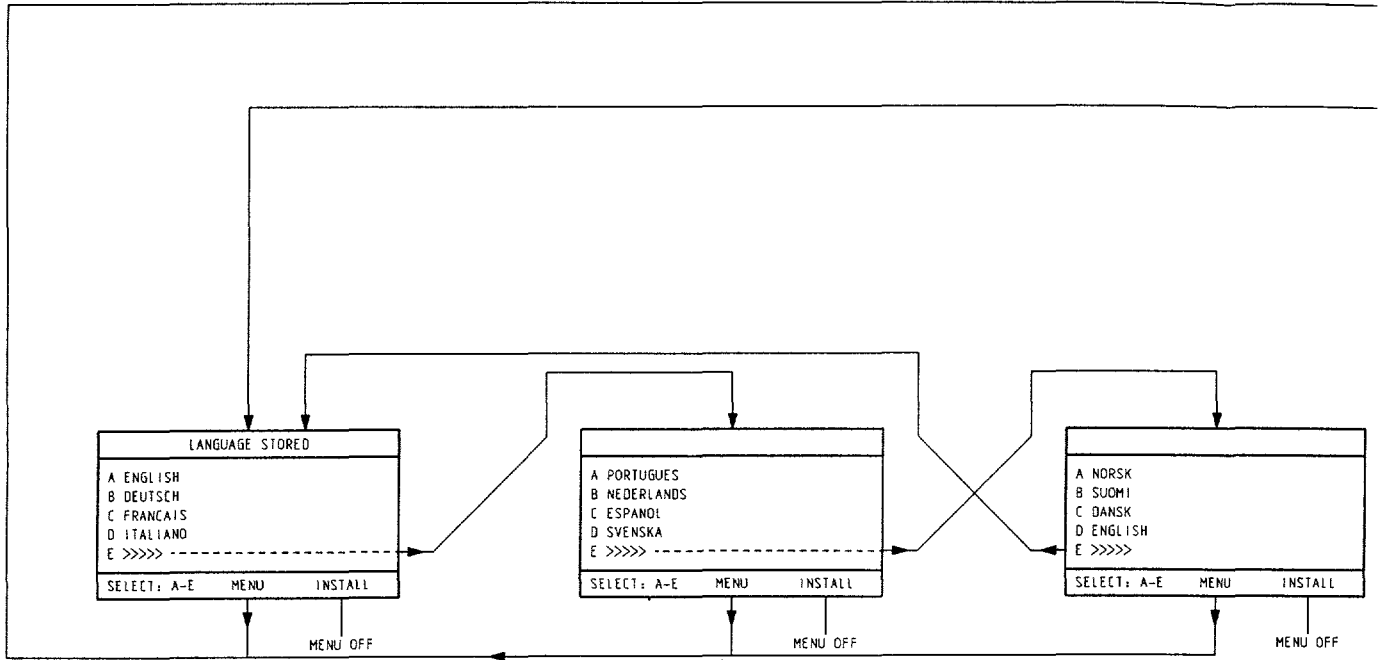 LANGUAGE STORED
A ENGLISH
B DEUTSCH
C FRANCAIS
D ITALIANO
E >>>>>
SELECT: A-E MENU INSTALL
MENU OFF
A PORTUGUES
B NEDERLANDS
C ESPANOL
D SVENSKA
E >>>>>
SELECT: A-E MENU INSTALL
MENU OFF
A NORSK
B SUOMI
C DANSK
D ENGLISH
E >>>>>
SELECT: A-E MENU INSTALL
MENU OFF